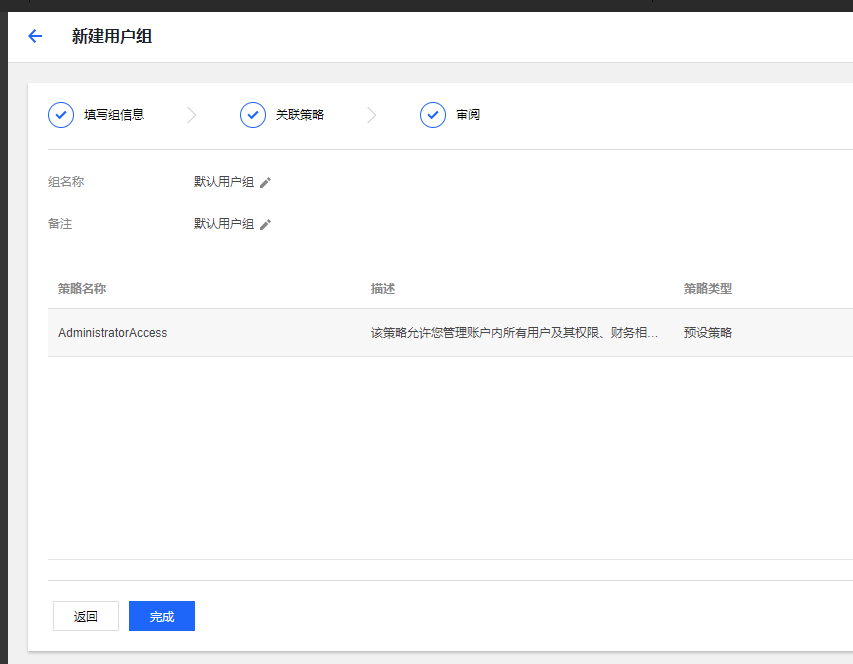 新建用户组
填写组信息 关联策略 审阅
组名称 默认用户组
备注 默认用户组
策略名称 描述 策略类型
AdministratorAccess 该策略允许您管理账户内所有用户及其权限、财务相... 预设策略
返回 完成